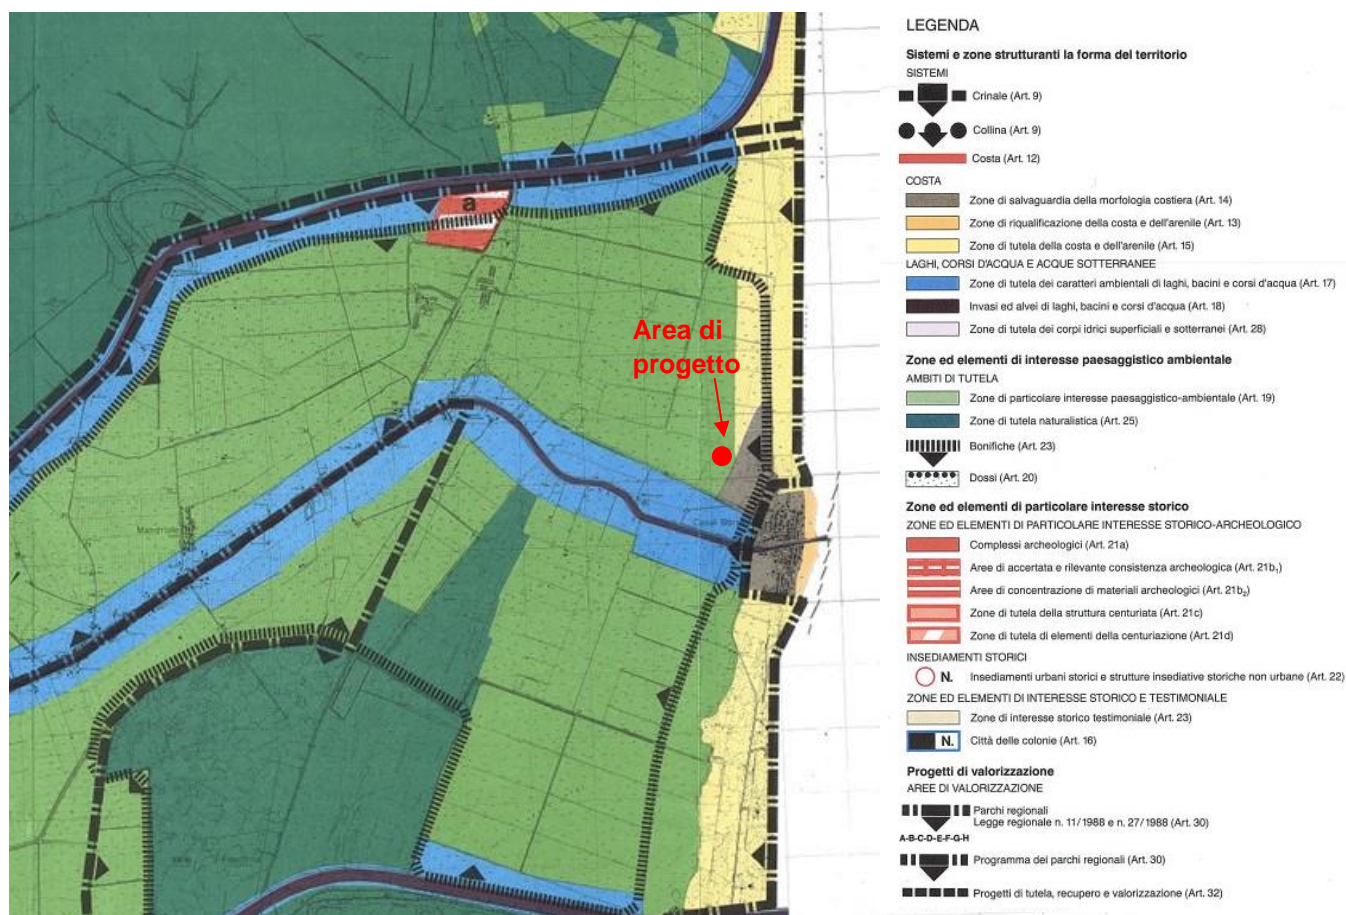 a
Area di
progetto
LEGENDA
Sistemi e zone strutturanti la forma del territorio
SISTEMI
Crinale (Art. 9)
Collina (Art. 9)
Costa (Art. 12)
COSTA
Zone di salvaguardia della morfologia costiera (Art. 14)
Zone di riqualificazione della costa e dell'arenile (Art. 13)
Zone di tutela della costa e dell'arenile (Art. 15)
LAGHI, CORSI D'ACQUA E ACQUE SOTTERRANEE
Zone di tutela dei caratteri ambientali di laghi, bacini e corsi d'acqua (Art. 17)
Invasi ed alvei di laghi, bacini e corsi d'acqua (Art. 18)
Zone di tutela dei corpi idrici superficiali e sotterranei (Art. 28)
Zone ed elementi di interesse paesaggistico ambientale
AMBITI DI TUTELA
Zone di particolare interesse paesaggistico-ambientale (Art. 19)
Zone di tutela naturalistica (Art. 25)
Bonifiche (Art. 23)
Dossi (Art. 20)
Zone ed elementi di particolare interesse storico
ZONE ED ELEMENTI DI PARTICOLARE INTERESSE STORICO-ARCHEOLOGICO
Complessi archeologici (Art. 21a)
Aree di accertata e rilevante consistenza archeologica (Art. 21b₁)
Aree di concentrazione di materiali archeologici (Art. 21b₂)
Zone di tutela della struttura centuriata (Art. 21c)
Zone di tutela di elementi della centuriazione (Art. 21d)
INSEDIAMENTI STORICI
N. Insediamenti urbani storici e strutture insediative storiche non urbane (Art. 22)
ZONE ED ELEMENTI DI INTERESSE STORICO E TESTIMONIALE
Zone di interesse storico testimoniale (Art. 23)
N. Città delle colonie (Art. 16)
Progetti di valorizzazione
AREE DI VALORIZZAZIONE
Parchi regionali
Legge regionale n. 11/1988 e n. 27/1988 (Art. 30)
A-B-C-D-E-F-G-H
Programma dei parchi regionali (Art. 30)
Progetti di tutela, recupero e valorizzazione (Art. 32)